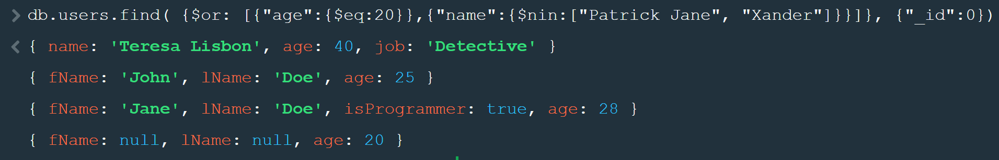 db.users.find( {$or: [{"age":{$eq:20}},{"name":{$nin:["Patrick Jane", "Xander"]}}]}, {"_id":0})
{ name: 'Teresa Lisbon', age: 40, job: 'Detective' }
{ fName: 'John', lName: 'Doe', age: 25 }
{ fName: 'Jane', lName: 'Doe', isProgrammer: true, age: 28 }
{ fName: null, lName: null, age: 20 }